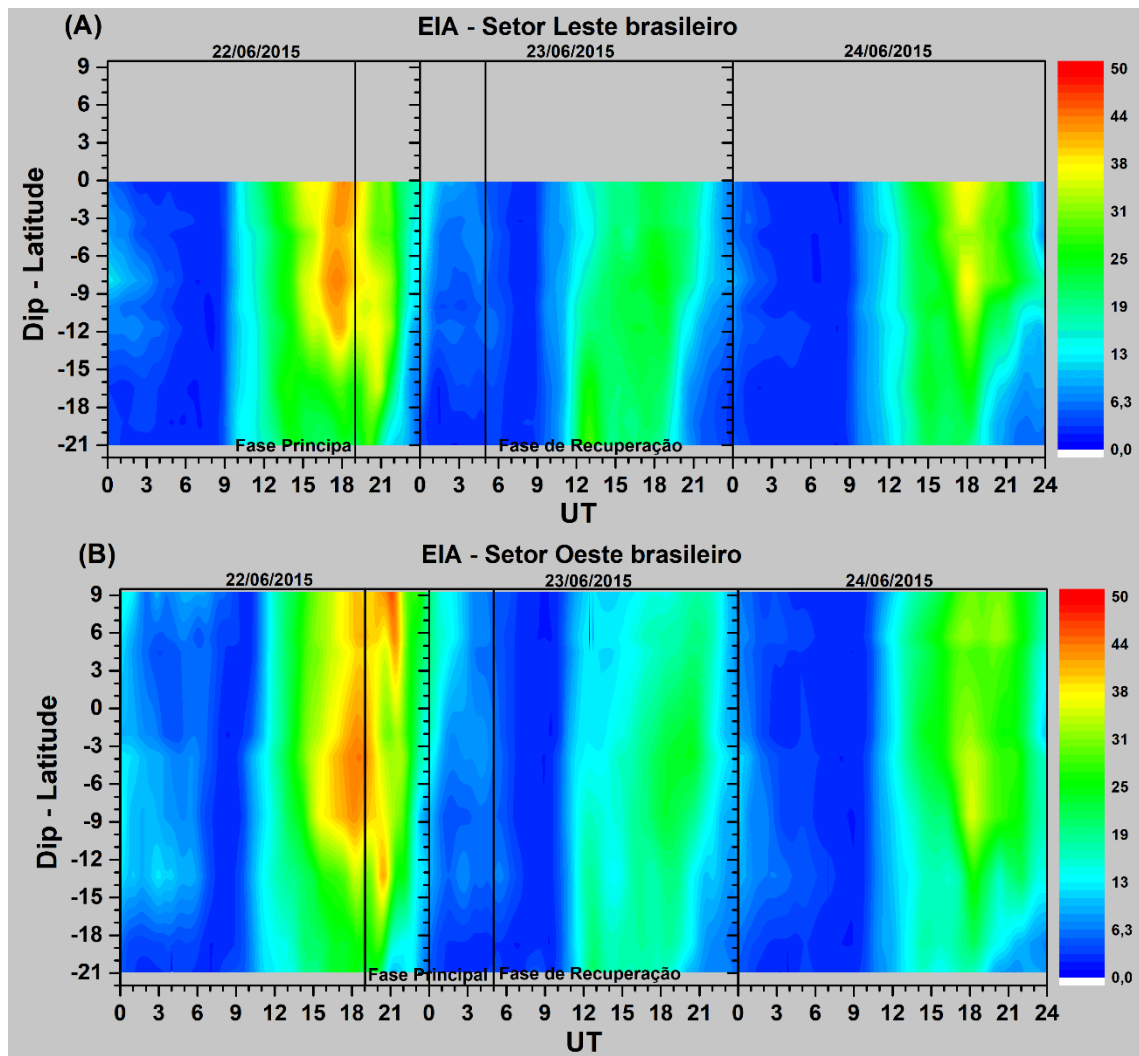 (A)
EIA - Setor Leste brasileiro
22/06/2015 23/06/2015 24/06/2015
Dip - Latitude
9
6
3
0
-3
-6
-9
-12
-15
-18
-21
50
44
38
31
25
19
13
6,3
0,0
Fase Principa Fase de Recuperação
0 3 6 9 12 15 18 21 0 3 6 9 12 15 18 21 0 3 6 9 12 15 18 21 24
UT
(B)
EIA - Setor Oeste brasileiro
22/06/2015 23/06/2015 24/06/2015
Dip - Latitude
9
6
3
0
-3
-6
-9
-12
-15
-18
-21
50
44
38
31
25
19
13
6,3
0,0
Fase Principal Fase de Recuperação
0 3 6 9 12 15 18 21 0 3 6 9 12 15 18 21 0 3 6 9 12 15 18 21 24
UT